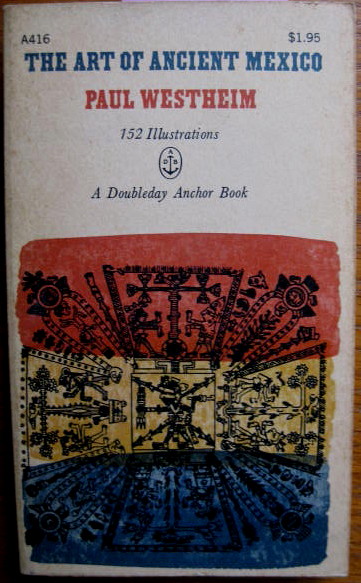 A416 $1.95
THE ART OF ANCIENT MEXICO
PAUL WESTHEIM
152 Illustrations
A
D B
A Doubleday Anchor Book